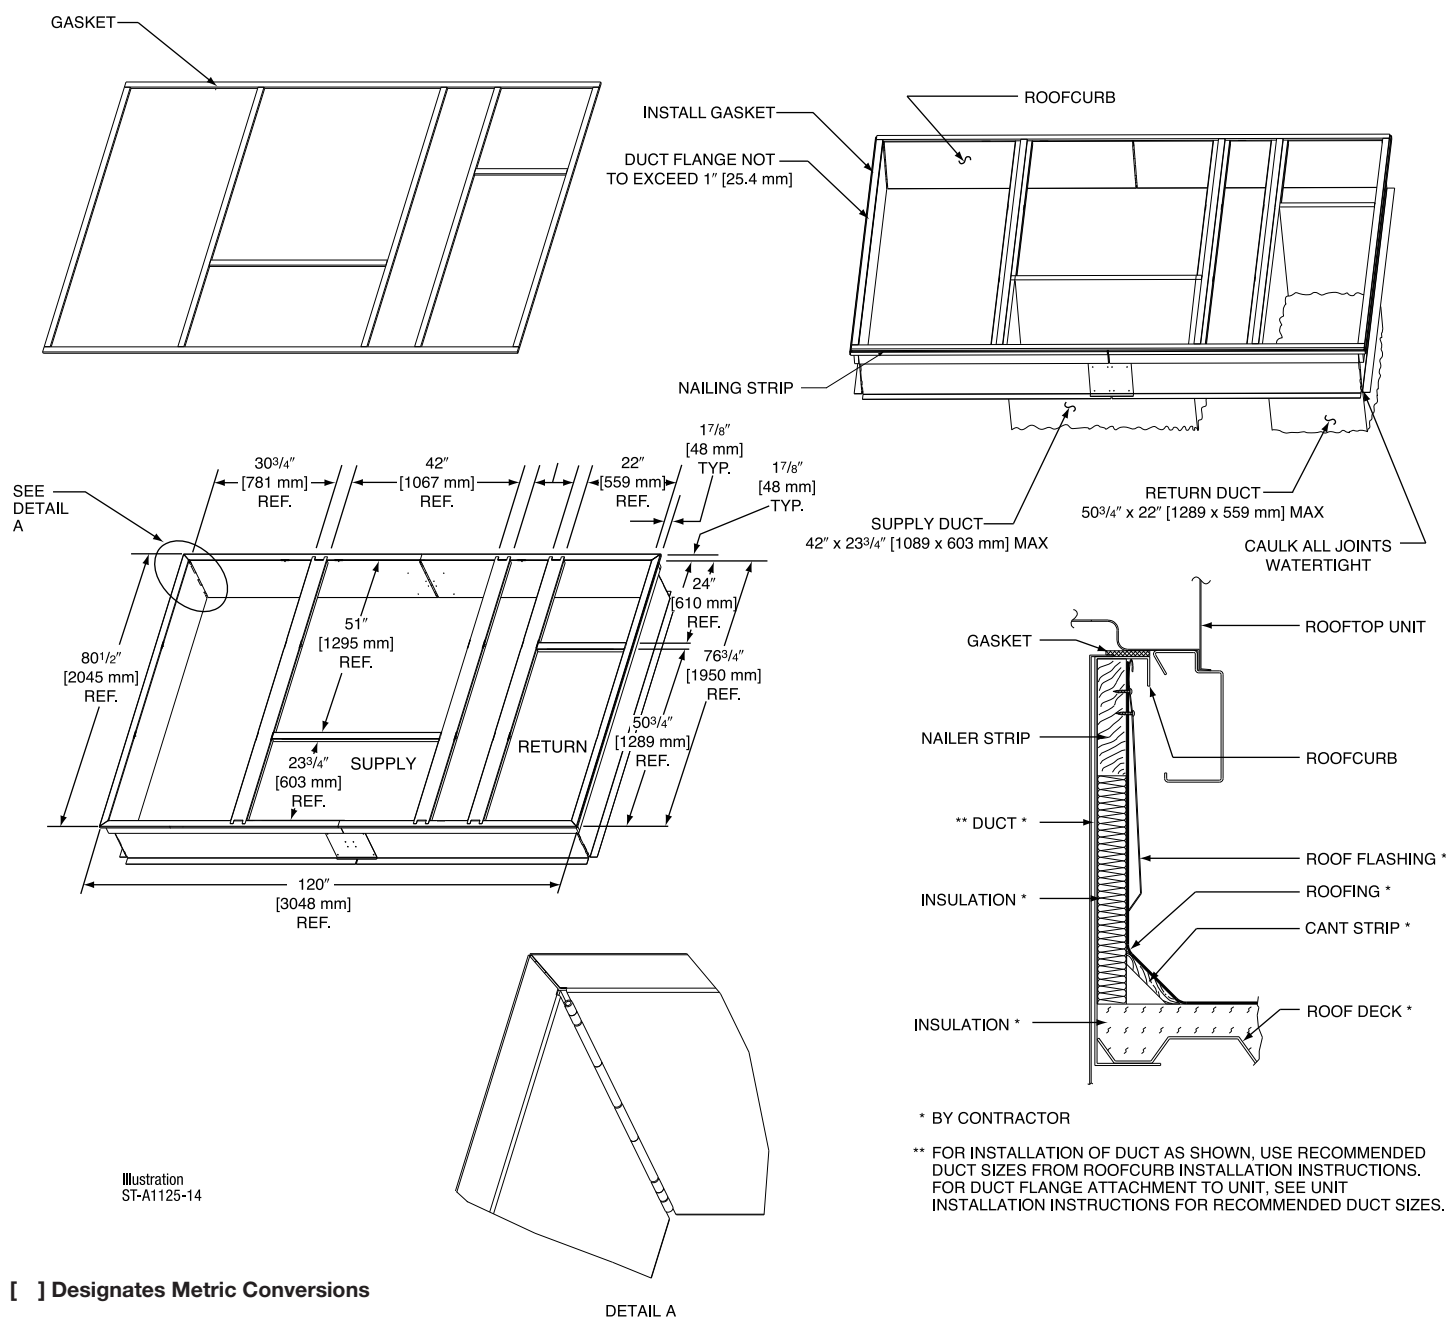 GASKET
ROOFCURB
INSTALL GASKET
DUCT FLANGE NOT
TO EXCEED 1″ [25.4 mm]
NAILING STRIP
SUPPLY DUCT
42″ x 233/4″ [1089 x 603 mm] MAX
RETURN DUCT
503/4″ x 22″ [1289 x 559 mm] MAX
CAULK ALL JOINTS
WATERTIGHT
SEE
DETAIL
A
303/4″
[781 mm]
REF.
42″
[1067 mm]
REF.
22″
[559 mm]
REF.
17/8″
[48 mm]
TYP.
17/8″
[48 mm]
TYP.
24″
[610 mm]
REF.
51″
[1295 mm]
REF.
801/2″
[2045 mm]
REF.
763/4″
[1950 mm]
REF.
503/4″
[1289 mm]
REF.
233/4″
[603 mm]
REF.
SUPPLY
RETURN
120″
[3048 mm]
REF.
GASKET
ROOFTOP UNIT
NAILER STRIP
ROOFCURB
** DUCT *
ROOF FLASHING *
INSULATION *
ROOFING *
CANT STRIP *
INSULATION *
ROOF DECK *
* BY CONTRACTOR
** FOR INSTALLATION OF DUCT AS SHOWN, USE RECOMMENDED
DUCT SIZES FROM ROOFCURB INSTALLATION INSTRUCTIONS.
FOR DUCT FLANGE ATTACHMENT TO UNIT, SEE UNIT
INSTALLATION INSTRUCTIONS FOR RECOMMENDED DUCT SIZES.
Illustration
ST-A1125-14
[ ] Designates Metric Conversions
DETAIL A